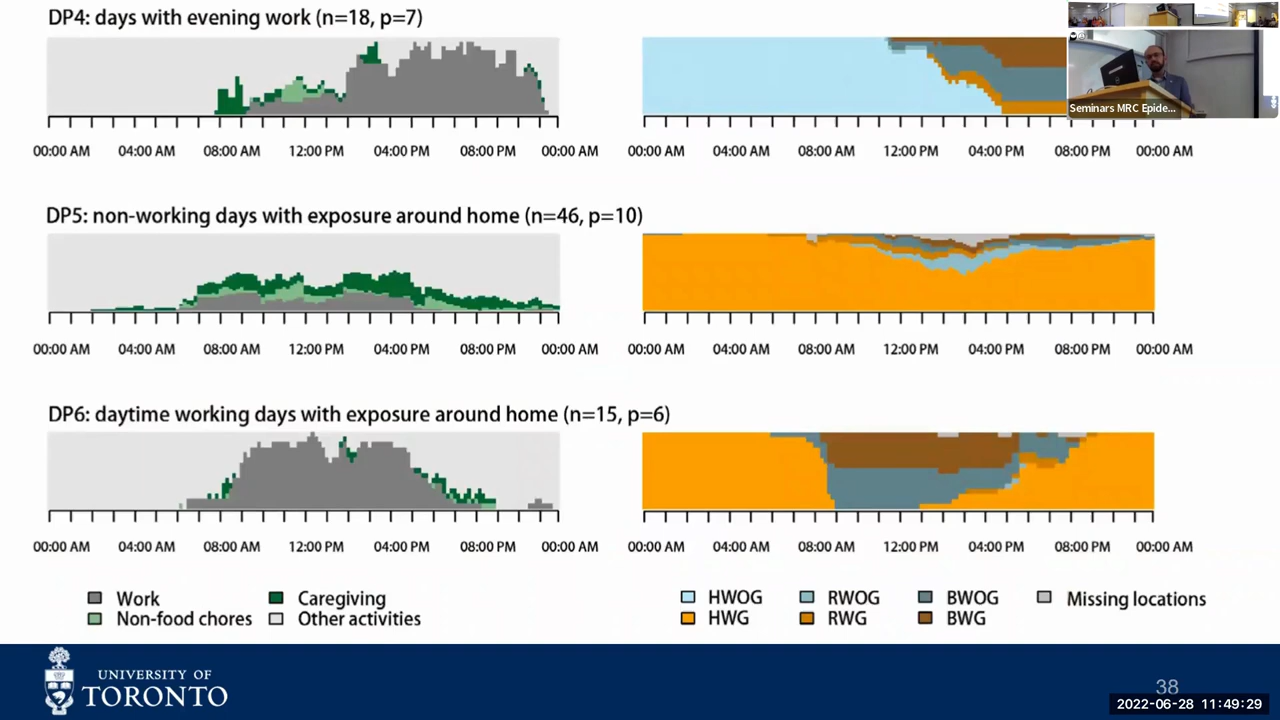 DP4: days with evening work (n=18, p=7)
00:00 AM 04:00 AM 08:00 AM 12:00 PM 04:00 PM 08:00 PM 00:00 AM
00:00 AM 04:00 AM 08:00 AM 12:00 PM 04:00 PM 08:00 PM 00:00 AM
Seminars MRC Epide...
DP5: non-working days with exposure around home (n=46, p=10)
00:00 AM 04:00 AM 08:00 AM 12:00 PM 04:00 PM 08:00 PM 00:00 AM
00:00 AM 04:00 AM 08:00 AM 12:00 PM 04:00 PM 08:00 PM 00:00 AM
DP6: daytime working days with exposure around home (n=15, p=6)
00:00 AM 04:00 AM 08:00 AM 12:00 PM 04:00 PM 08:00 PM 00:00 AM
00:00 AM 04:00 AM 08:00 AM 12:00 PM 04:00 PM 08:00 PM 00:00 AM
Work Caregiving
Non-food chores Other activities
HWOG RWOG BWOG Missing locations
HWG RWG BWG
UNIVERSITY OF
TORONTO
38
2022-06-28 11:49:29